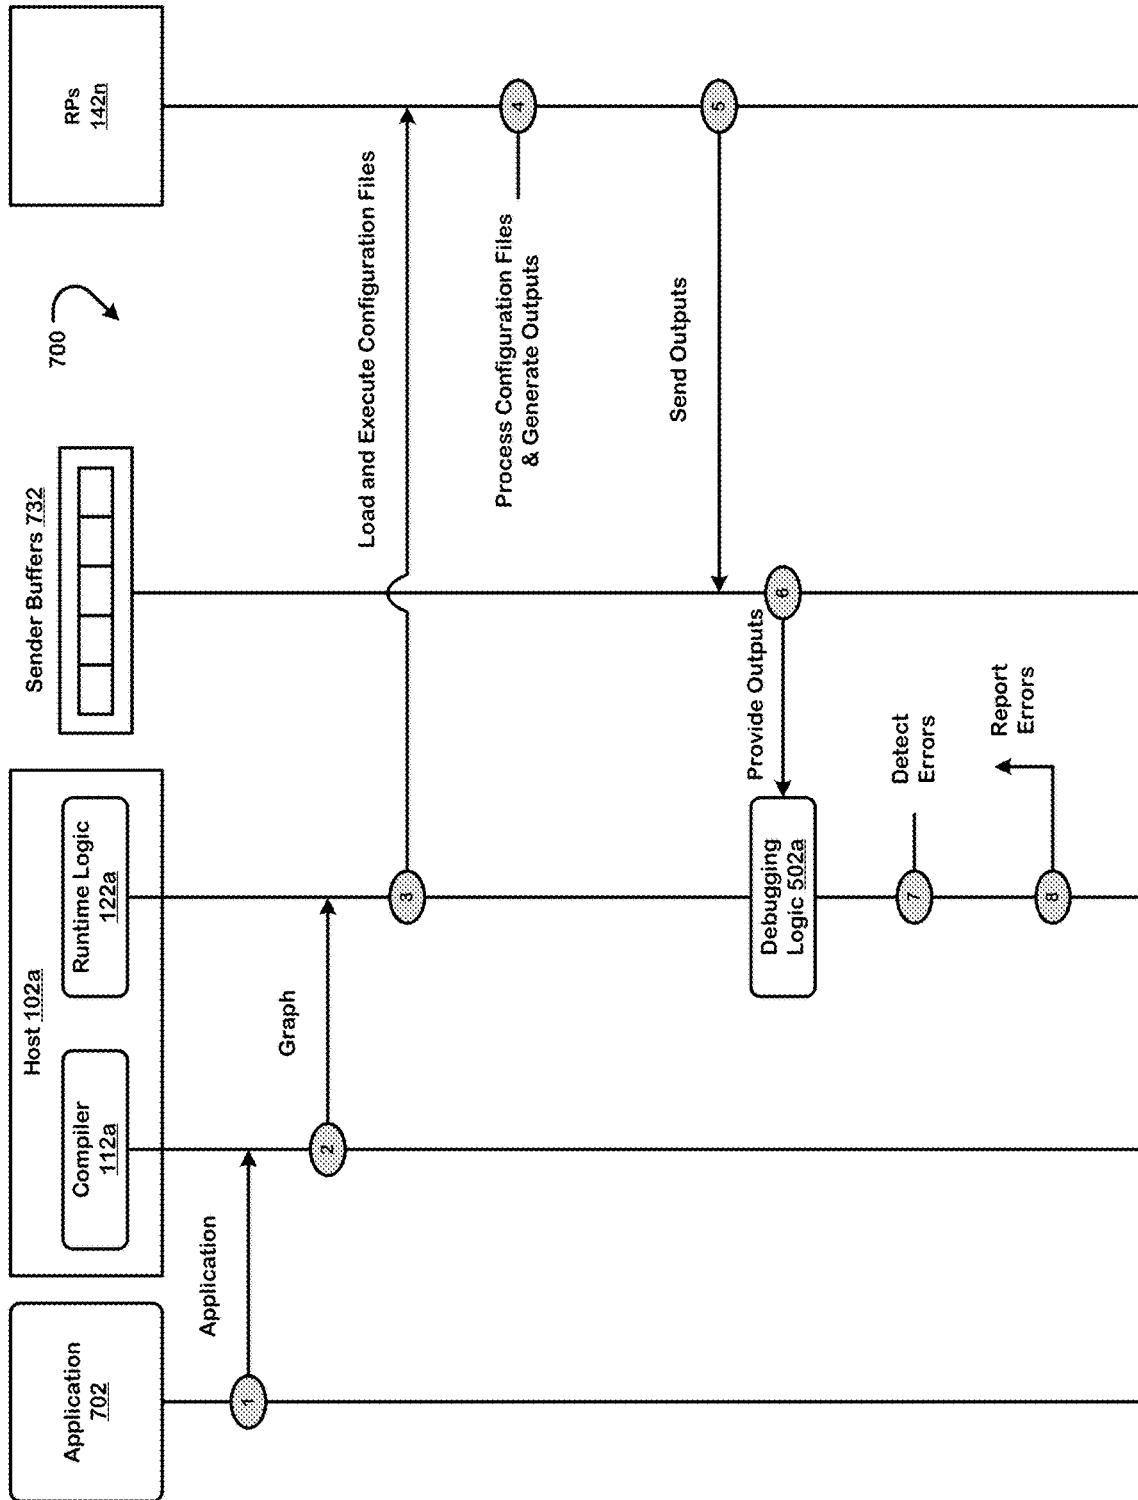 Application
702
Host 102a
Compiler
112a
Runtime Logic
122a
Sender Buffers 732
700
RPs
142n
1
Application
2
Graph
3
Load and Execute Configuration Files
4
Process Configuration Files
& Generate Outputs
5
Send Outputs
6
Provide Outputs
Debugging
Logic 502a
7
Detect
Errors
8
Report
Errors